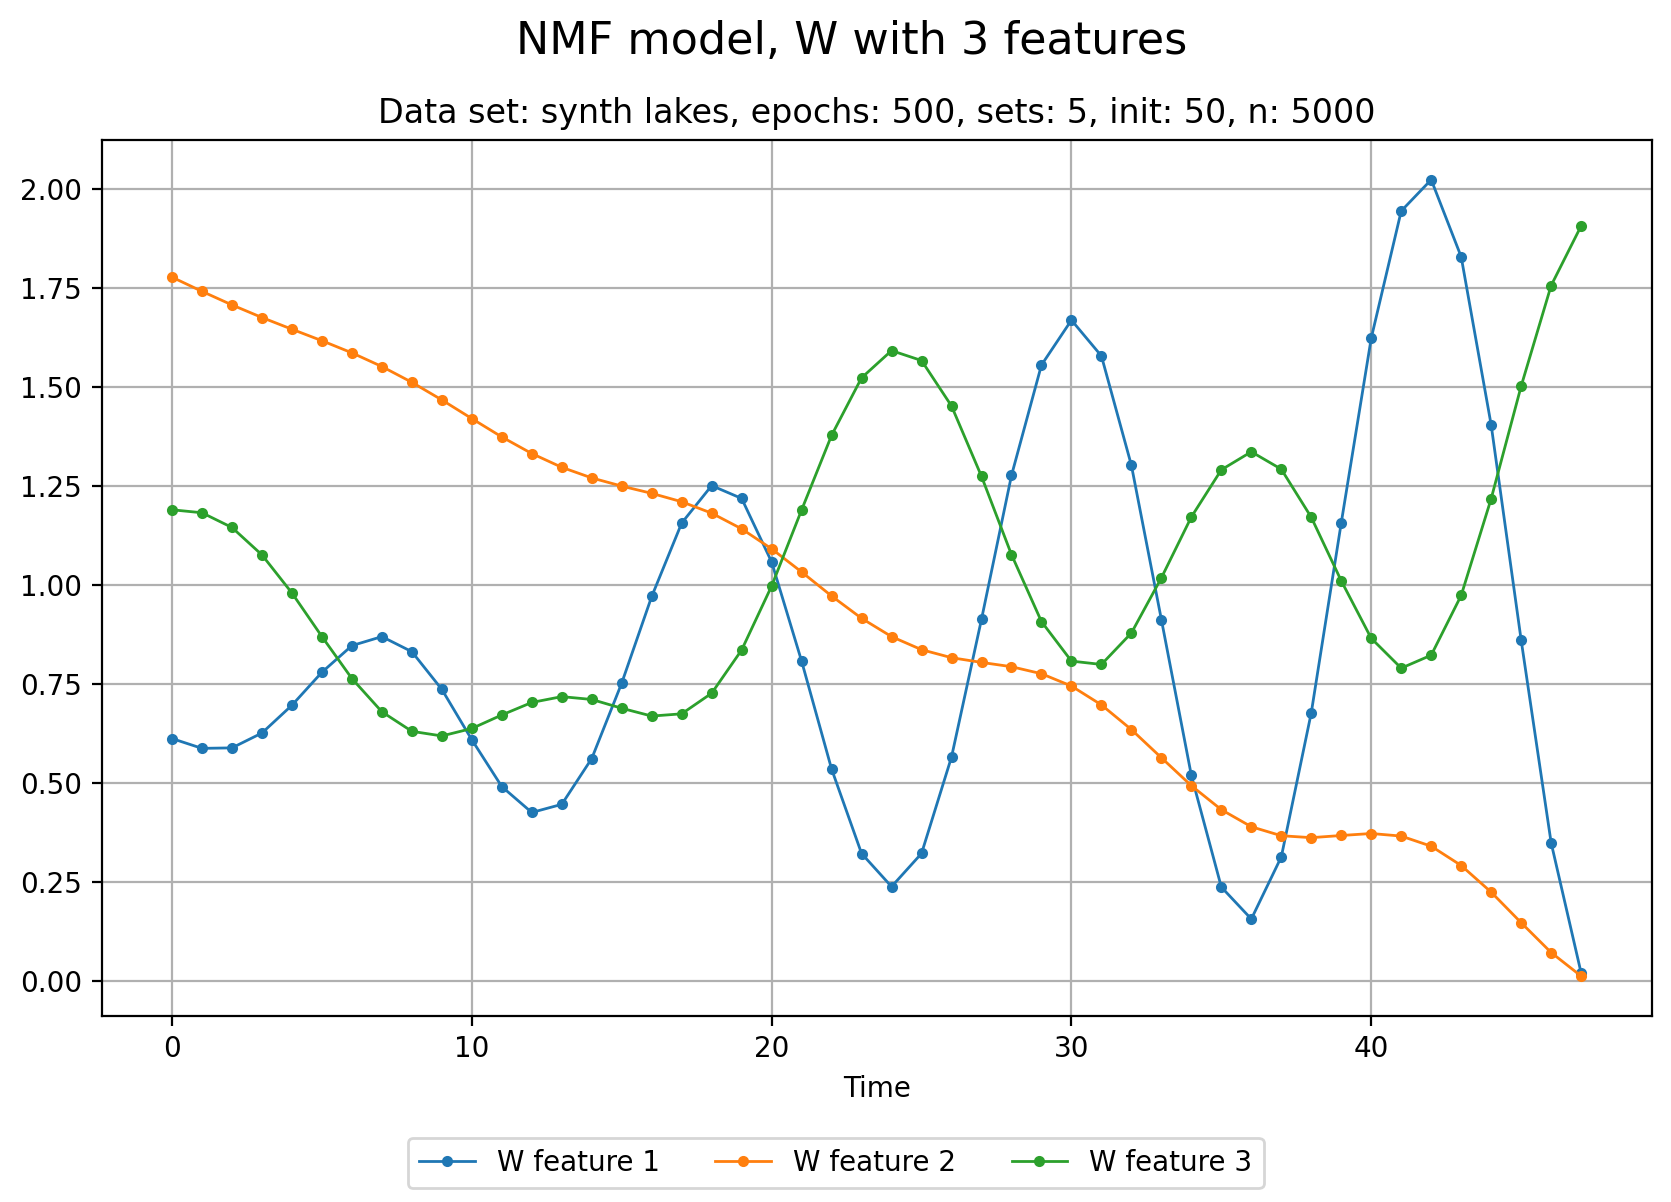 NMF model, W with 3 features
Data set: synth lakes, epochs: 500, sets: 5, init: 50, n: 5000
2.00
1.75
1.50
1.25
1.00
0.75
0.50
0.25
0.00
0 10 20 30 40
Time
W feature 1 W feature 2 W feature 3